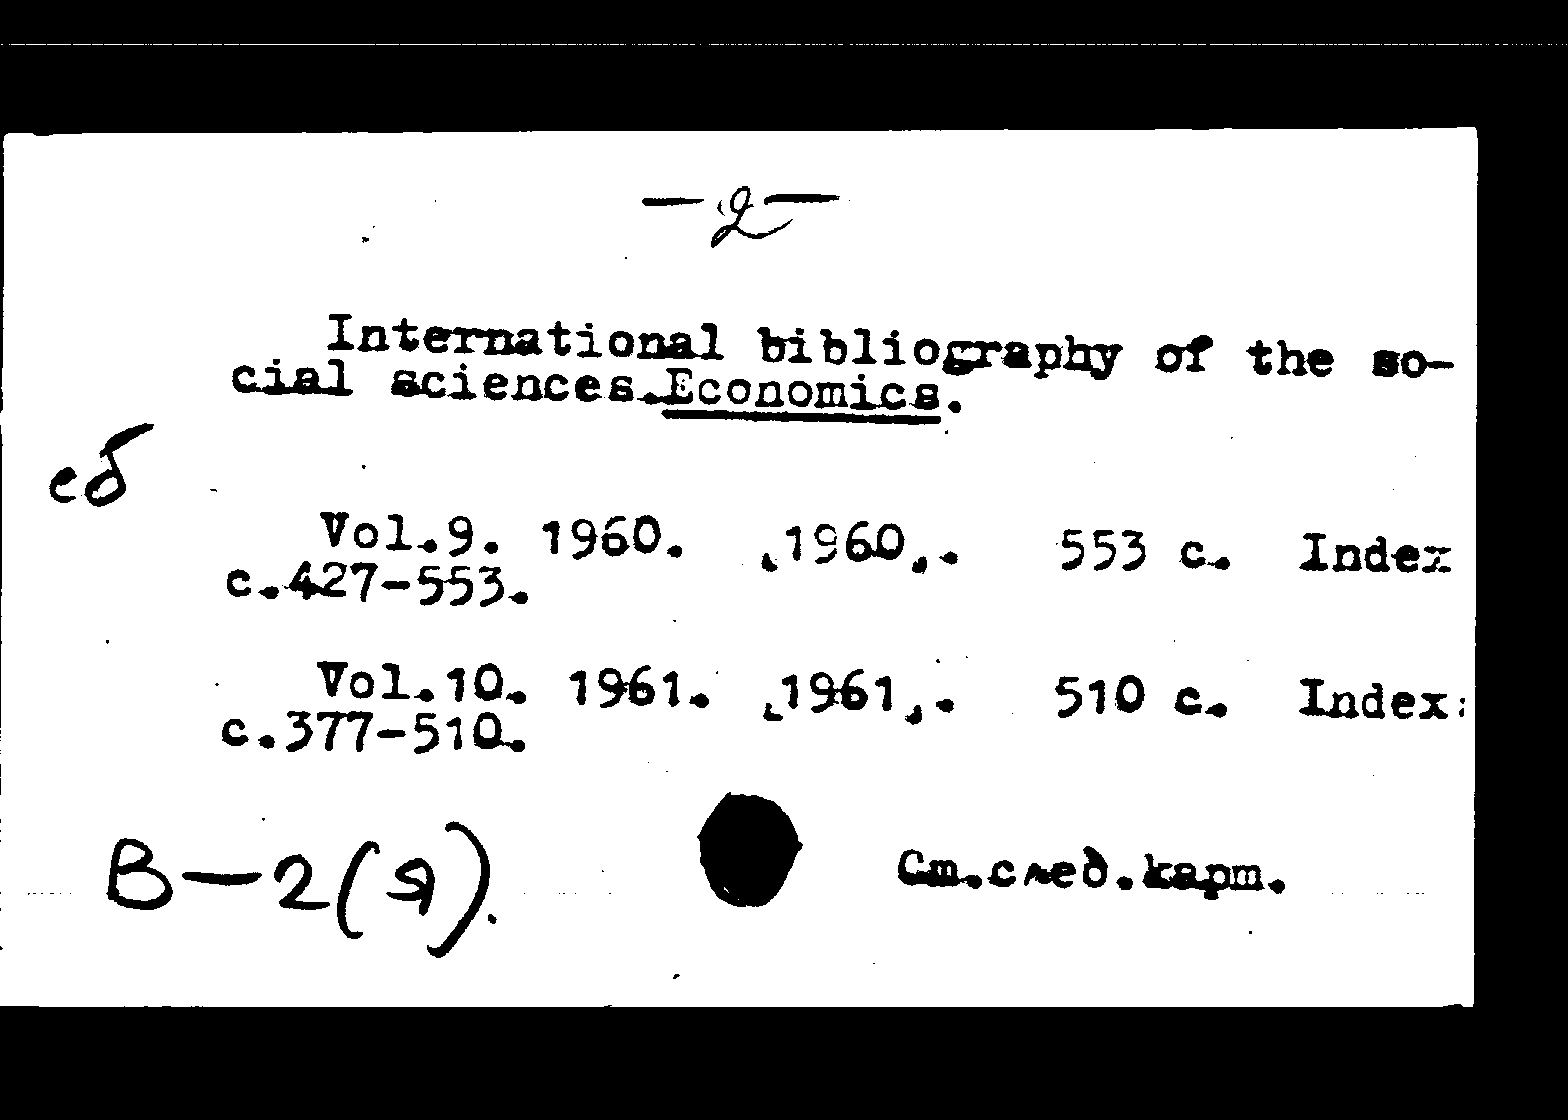 —2—
International bibliography of the so-
cial sciences.Economics.
сб
Vol.9. 1960. [1960]. 553 c. Index
c.427-553.
Vol.10. 1961. [1961]. 510 c. Index:
c.377-510.
В—2(Я).
См.след.карт.